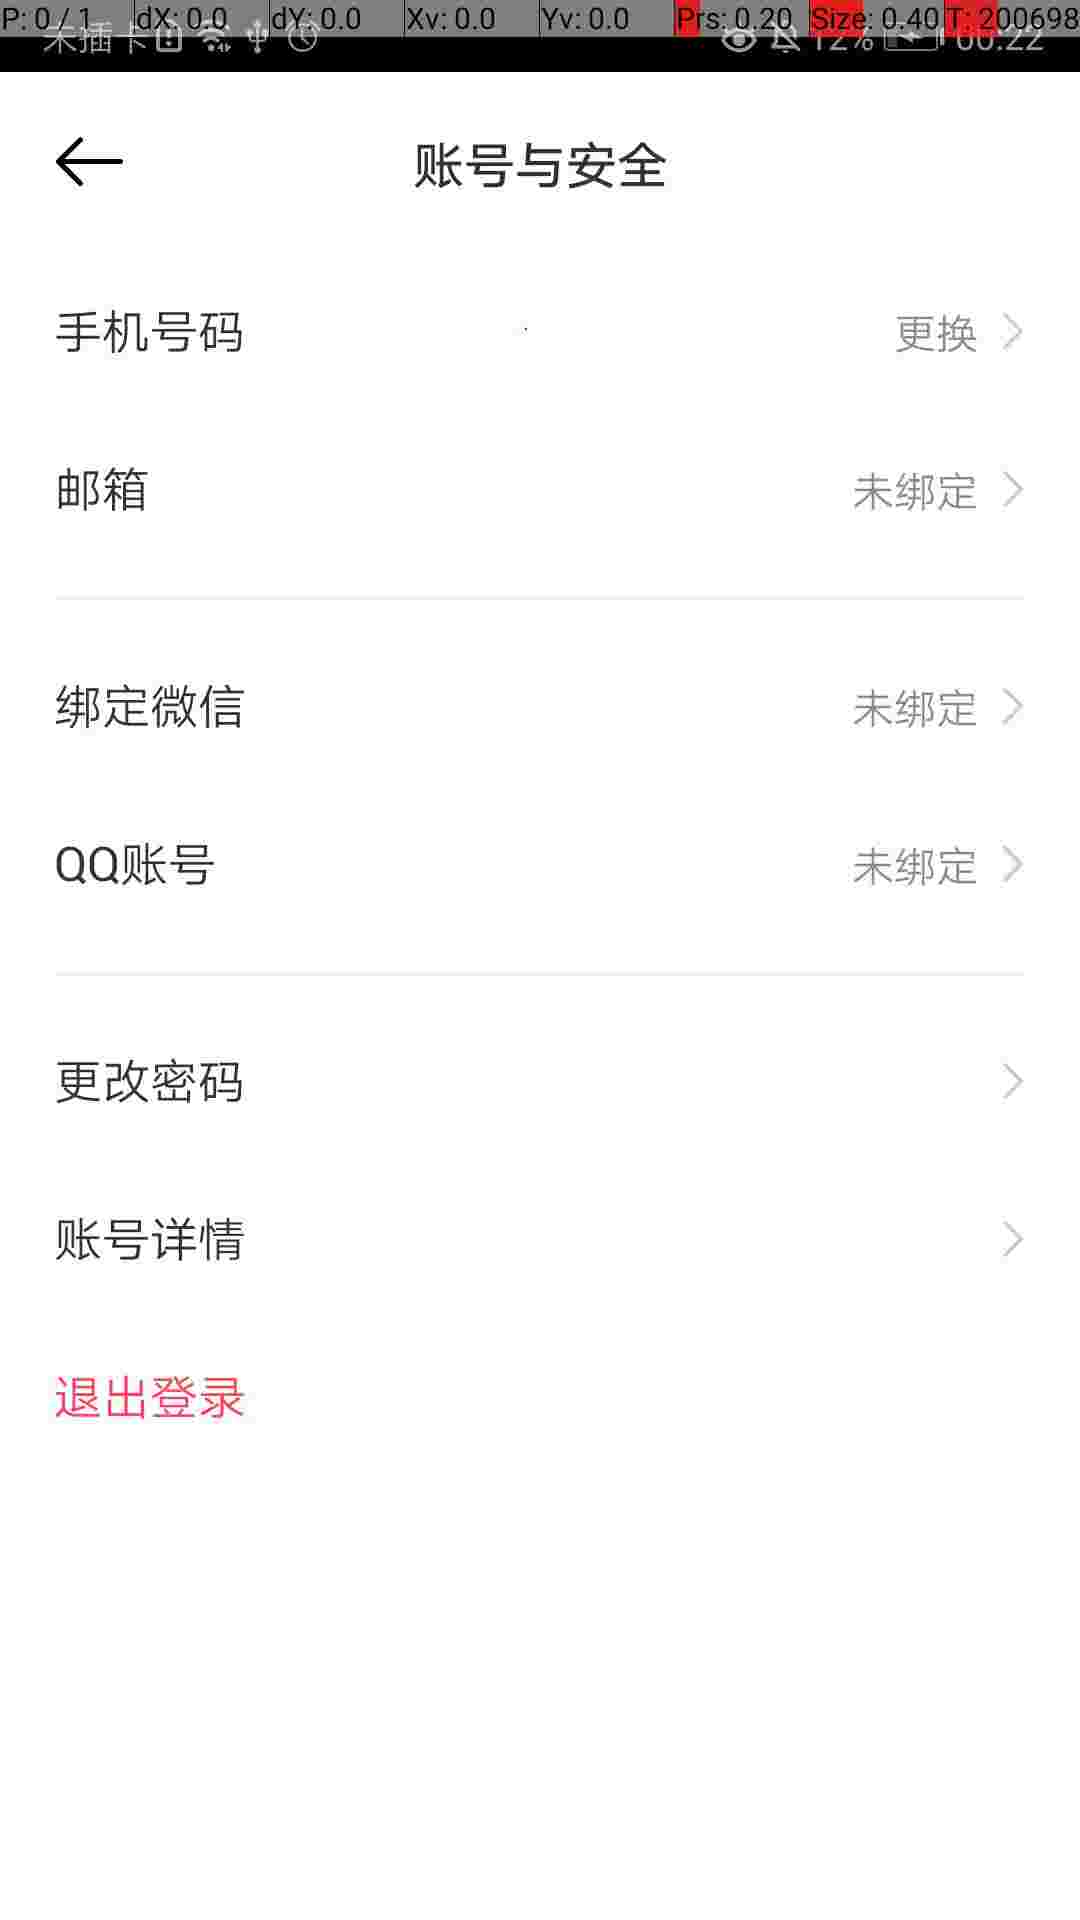 P: 0 / 1 dX: 0.0 dY: 0.0 Xv: 0.0 Yv: 0.0 Prs: 0.20 Size: 0.40 T: 200698
未插卡 12% 00:22
账号与安全
手机号码 更换
邮箱 未绑定
绑定微信 未绑定
QQ账号 未绑定
更改密码
账号详情
退出登录